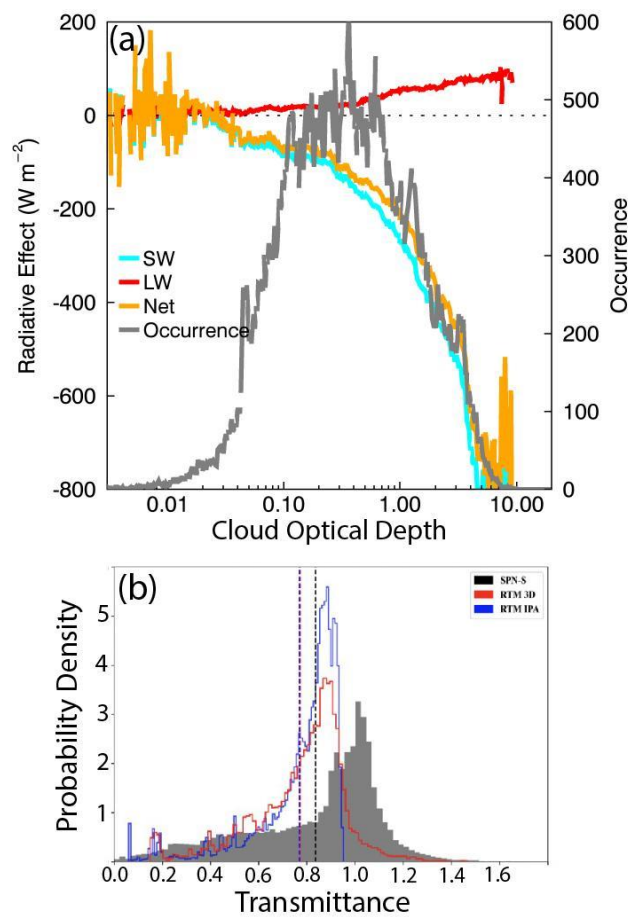 (a)
200
0
-200
-400
-600
-800
Radiative Effect (W m⁻²)
600
500
400
300
200
100
0
Occurrence
SW
LW
Net
Occurrence
0.01
0.10
1.00
10.00
Cloud Optical Depth
(b)
5
4
3
2
1
Probability Density
SPN-S
RTM 3D
RTM IPA
0.0
0.2
0.4
0.6
0.8
1.0
1.2
1.4
1.6
Transmittance